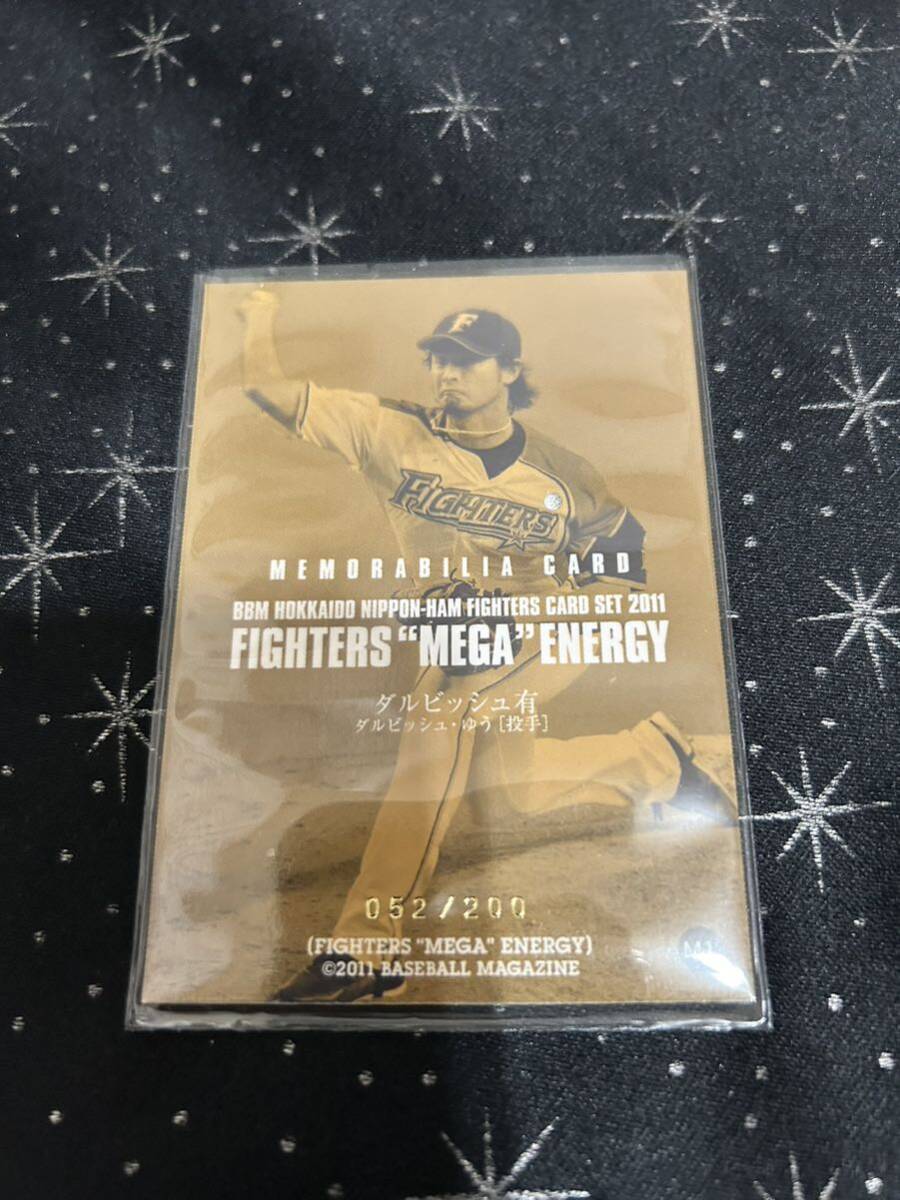 F
FIGHTERS
MEMORABILIA CARD
BBM HOKKAIDO NIPPON-HAM FIGHTERS CARD SET 2011
FIGHTERS "MEGA" ENERGY
ダルビッシュ有
ダルビッシュ・ゆう[投手]
052/200
(FIGHTERS "MEGA" ENERGY)
©2011 BASEBALL MAGAZINE